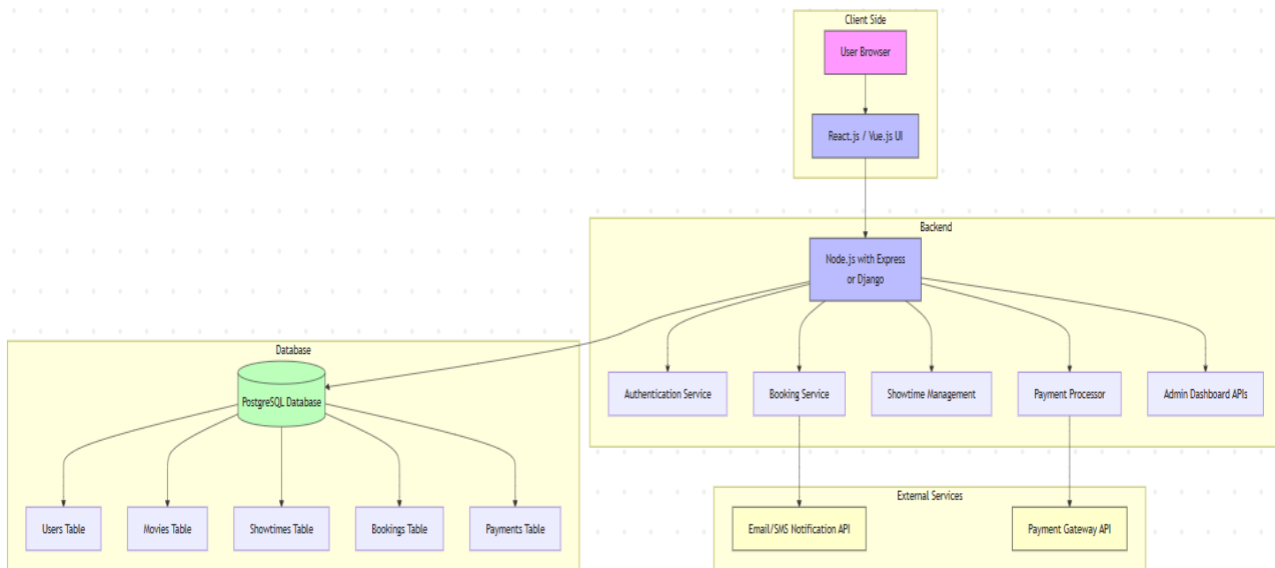 Client Side
User Browser
React.js / Vue.js UI
Backend
Node.js with Express
or Django
Authentication Service
Booking Service
Showtime Management
Payment Processor
Admin Dashboard APIs
Database
PostgreSQL Database
Users Table
Movies Table
Showtimes Table
Bookings Table
Payments Table
External Services
Email/SMS Notification API
Payment Gateway API